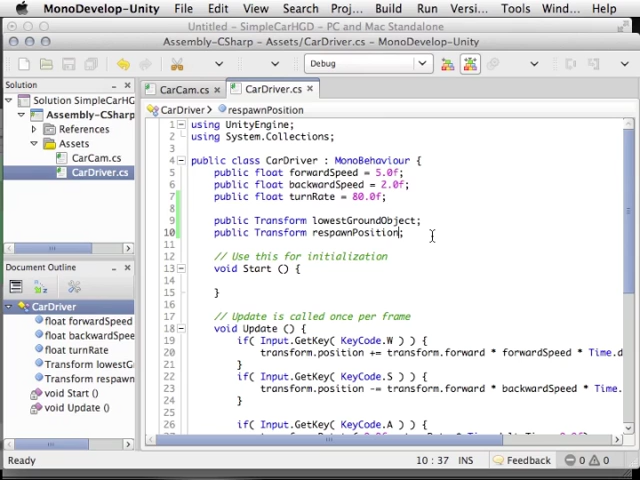 MonoDevelop-Unity File Edit View Search Project Build Run Versi… Tools Wind… Help
Untitled - SimpleCarHGD - PC and Mac Standalone
Assembly-CSharp - Assets/CarDriver.cs - MonoDevelop-Unity
Debug
Solution
Solution SimpleCarHG
Assembly-CSharp
References
Assets
CarCam.cs
CarDriver.cs
Document Outline
CarDriver
float forwardSpeed
float backwardSpeed
float turnRate
Transform lowestG
Transform respawn
void Start ()
void Update ()
CarCam.cs
CarDriver.cs
CarDriver
respawnPosition
1 using UnityEngine;
2 using System.Collections;
3
4 public class CarDriver : MonoBehaviour {
5 public float forwardSpeed = 5.0f;
6 public float backwardSpeed = 2.0f;
7 public float turnRate = 80.0f;
8
9 public Transform lowestGroundObject;
10 public Transform respawnPosition;
11
12 // Use this for initialization
13 void Start () {
14
15 }
16
17 // Update is called once per frame
18 void Update () {
19 if( Input.GetKey( KeyCode.W ) ) {
20 transform.position += transform.forward * forwardSpeed * Time.d
21 }
22 if( Input.GetKey( KeyCode.S ) ) {
23 transform.position -= transform.forward * backwardSpeed * Time.
24 }
25
26 if( Input.GetKey( KeyCode.A ) ) {
27
Ready
10 : 37 INS
Feedback
0
0
0